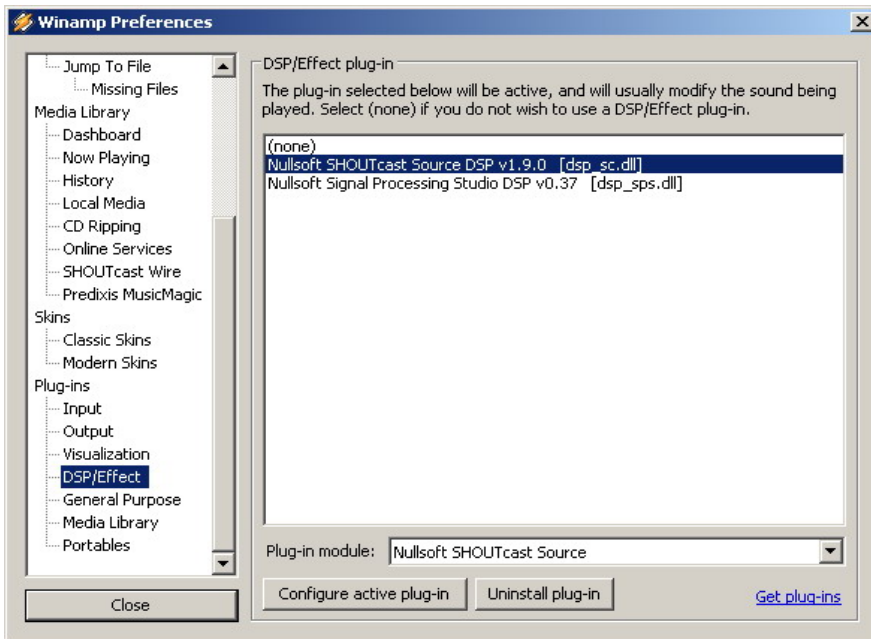 Winamp Preferences
Jump To File
Missing Files
Media Library
Dashboard
Now Playing
History
Local Media
CD Ripping
Online Services
SHOUTcast Wire
Predixis MusicMagic
Skins
Classic Skins
Modern Skins
Plug-ins
Input
Output
Visualization
DSP/Effect
General Purpose
Media Library
Portables
Close
DSP/Effect plug-in
The plug-in selected below will be active, and will usually modify the sound being
played. Select (none) if you do not wish to use a DSP/Effect plug-in.
(none)
Nullsoft SHOUTcast Source DSP v1.9.0 [dsp_sc.dll]
Nullsoft Signal Processing Studio DSP v0.37 [dsp_sps.dll]
Plug-in module: Nullsoft SHOUTcast Source
Configure active plug-in Uninstall plug-in Get plug-ins